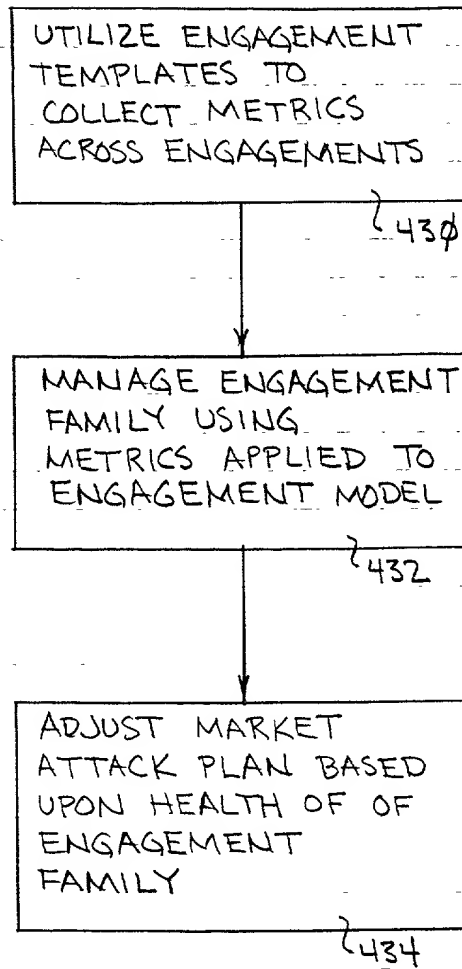 UTILIZE ENGAGEMENT
TEMPLATES TO
COLLECT METRICS
ACROSS ENGAGEMENTS
430
MANAGE ENGAGEMENT
FAMILY USING
METRICS APPLIED TO
ENGAGEMENT MODEL
432
ADJUST MARKET
ATTACK PLAN BASED
UPON HEALTH OF OF
ENGAGEMENT
FAMILY
434